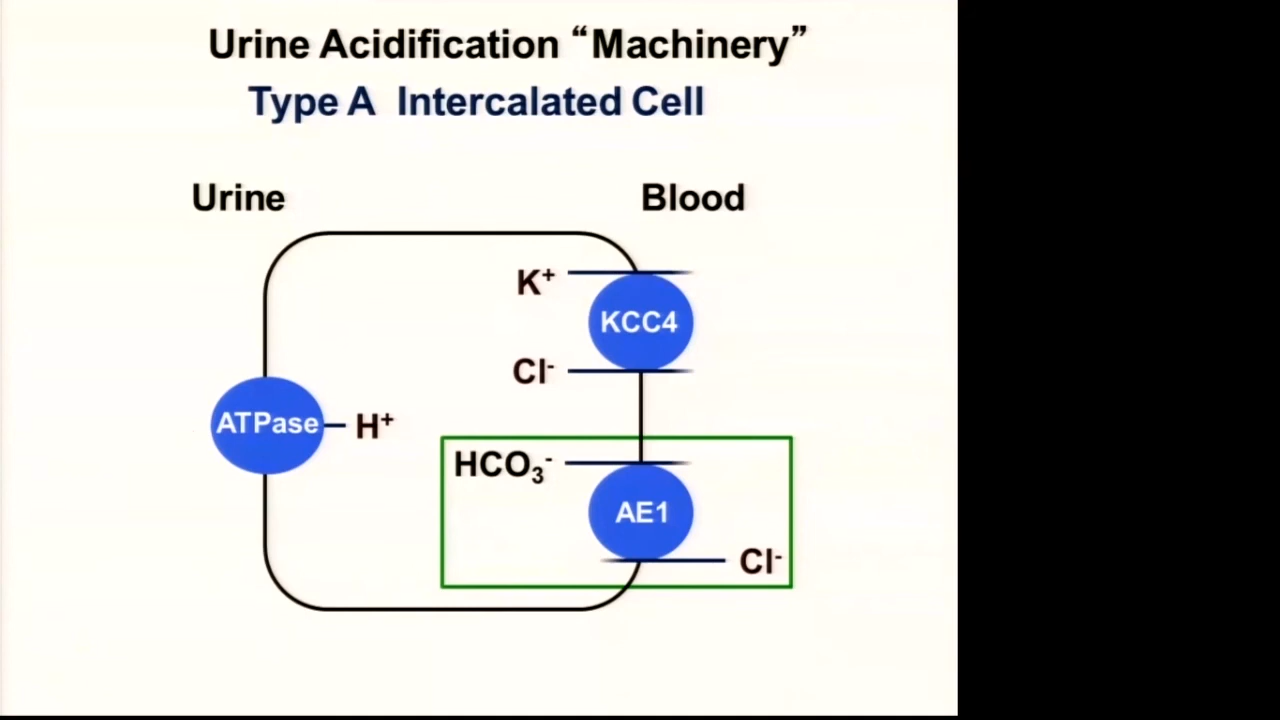 Urine Acidification “Machinery”
Type A Intercalated Cell
Urine
Blood
K⁺
KCC4
Cl⁻
ATPase
H⁺
HCO₃⁻
AE1
Cl⁻